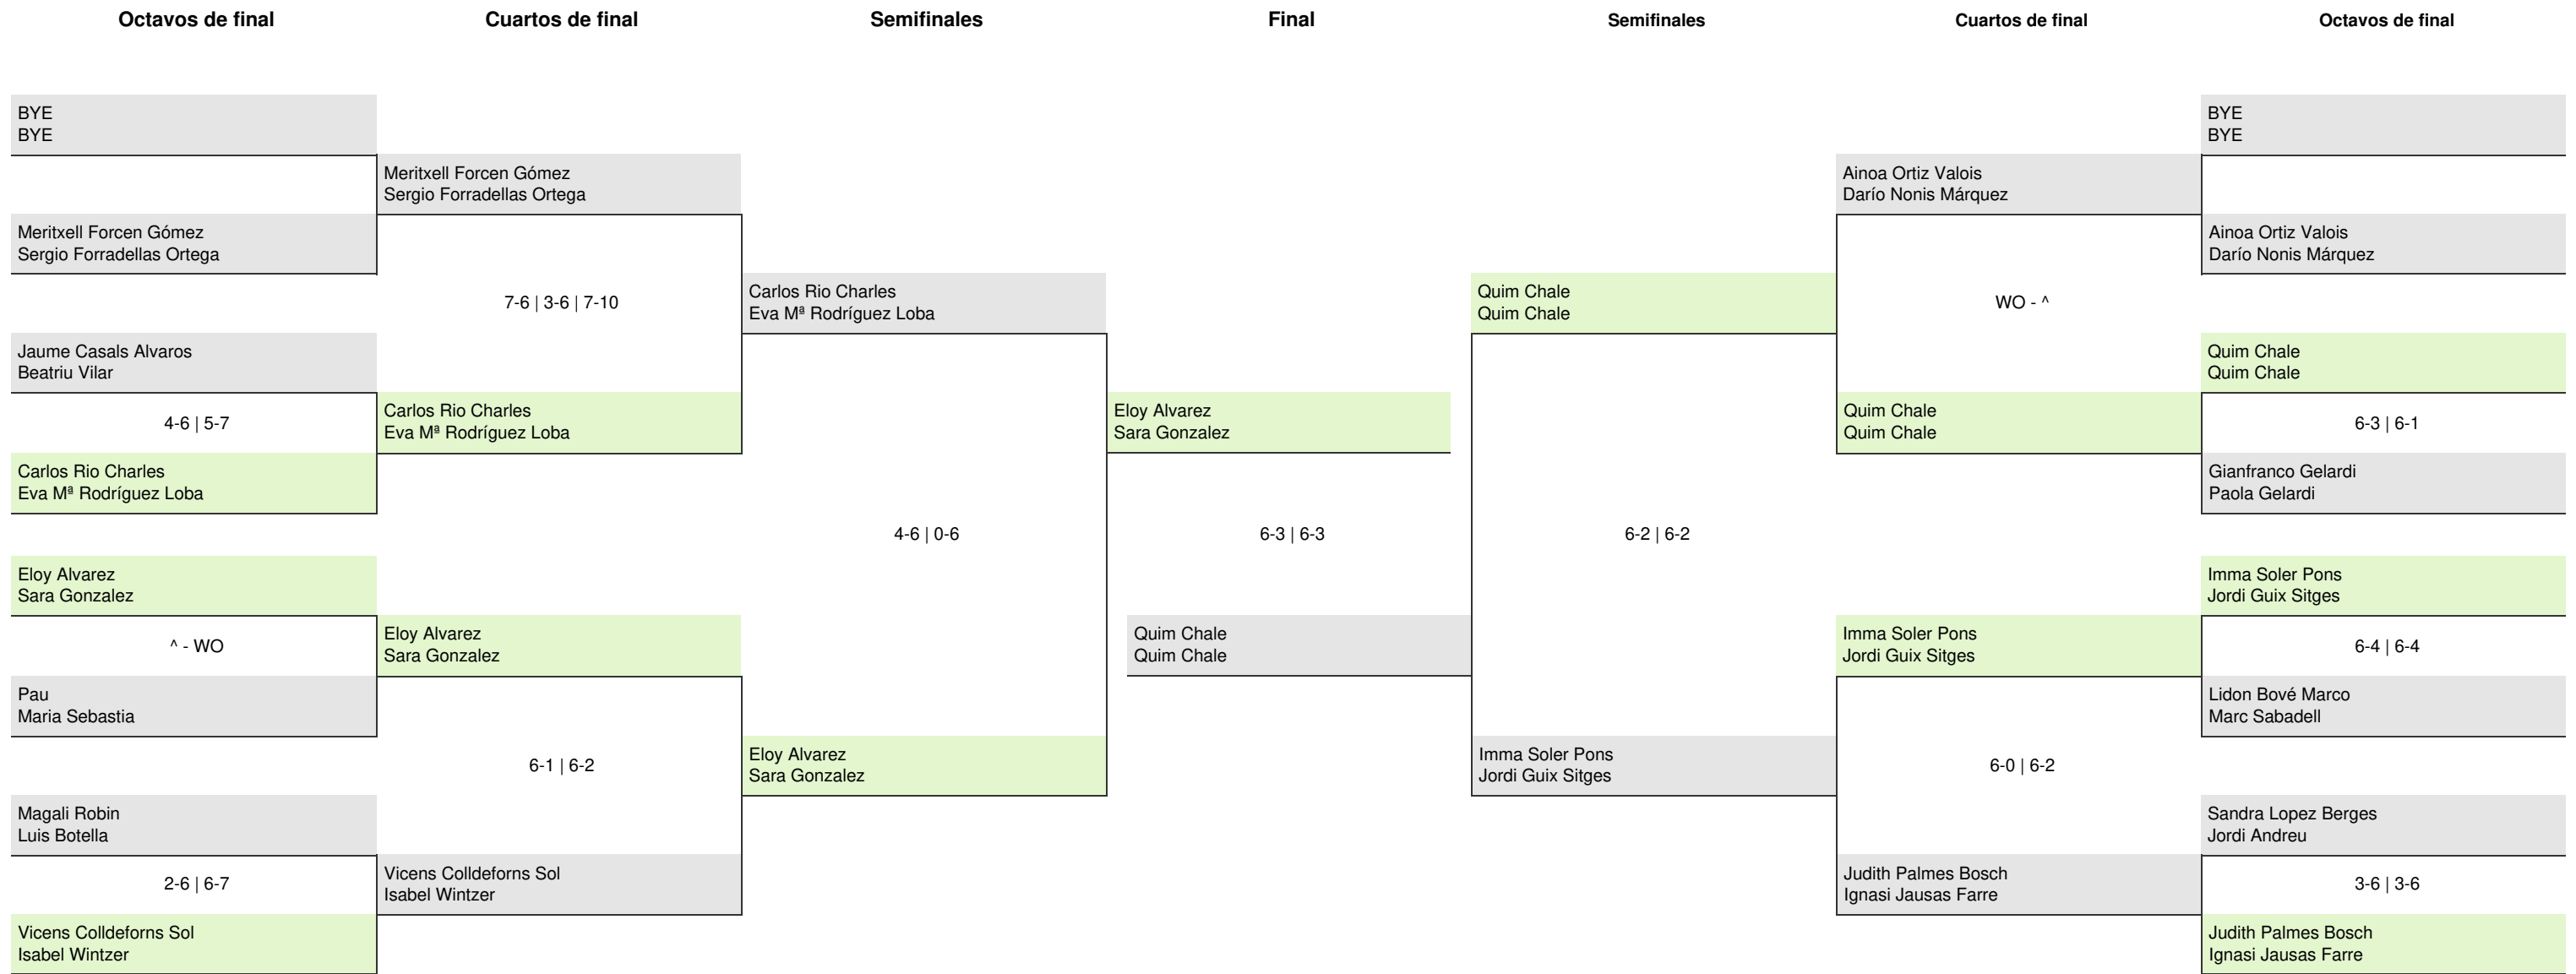 Octavos de final
Cuartos de final
Semifinales
Final
Semifinales
Cuartos de final
Octavos de final
BYE
BYE
Meritxell Forcen Gómez
Sergio Forradellas Ortega
Jaume Casals Alvaros
Beatriu Vilar
4-6 | 5-7
Carlos Rio Charles
Eva Mª Rodríguez Loba
Eloy Alvarez
Sara Gonzalez
^ - WO
Pau
Maria Sebastia
Magali Robin
Luis Botella
2-6 | 6-7
Vicens Colldeforns Sol
Isabel Wintzer
Meritxell Forcen Gómez
Sergio Forradellas Ortega
7-6 | 3-6 | 7-10
Carlos Rio Charles
Eva Mª Rodríguez Loba
Eloy Alvarez
Sara Gonzalez
6-1 | 6-2
Vicens Colldeforns Sol
Isabel Wintzer
Carlos Rio Charles
Eva Mª Rodríguez Loba
4-6 | 0-6
Eloy Alvarez
Sara Gonzalez
Eloy Alvarez
Sara Gonzalez
6-3 | 6-3
Quim Chale
Quim Chale
Quim Chale
Quim Chale
6-2 | 6-2
Imma Soler Pons
Jordi Guix Sitges
Ainoa Ortiz Valois
Darío Nonis Márquez
WO - ^
Quim Chale
Quim Chale
Imma Soler Pons
Jordi Guix Sitges
6-0 | 6-2
Judith Palmes Bosch
Ignasi Jausas Farre
BYE
BYE
Ainoa Ortiz Valois
Darío Nonis Márquez
Quim Chale
Quim Chale
6-3 | 6-1
Gianfranco Gelardi
Paola Gelardi
Imma Soler Pons
Jordi Guix Sitges
6-4 | 6-4
Lidon Bové Marco
Marc Sabadell
Sandra Lopez Berges
Jordi Andreu
3-6 | 3-6
Judith Palmes Bosch
Ignasi Jausas Farre